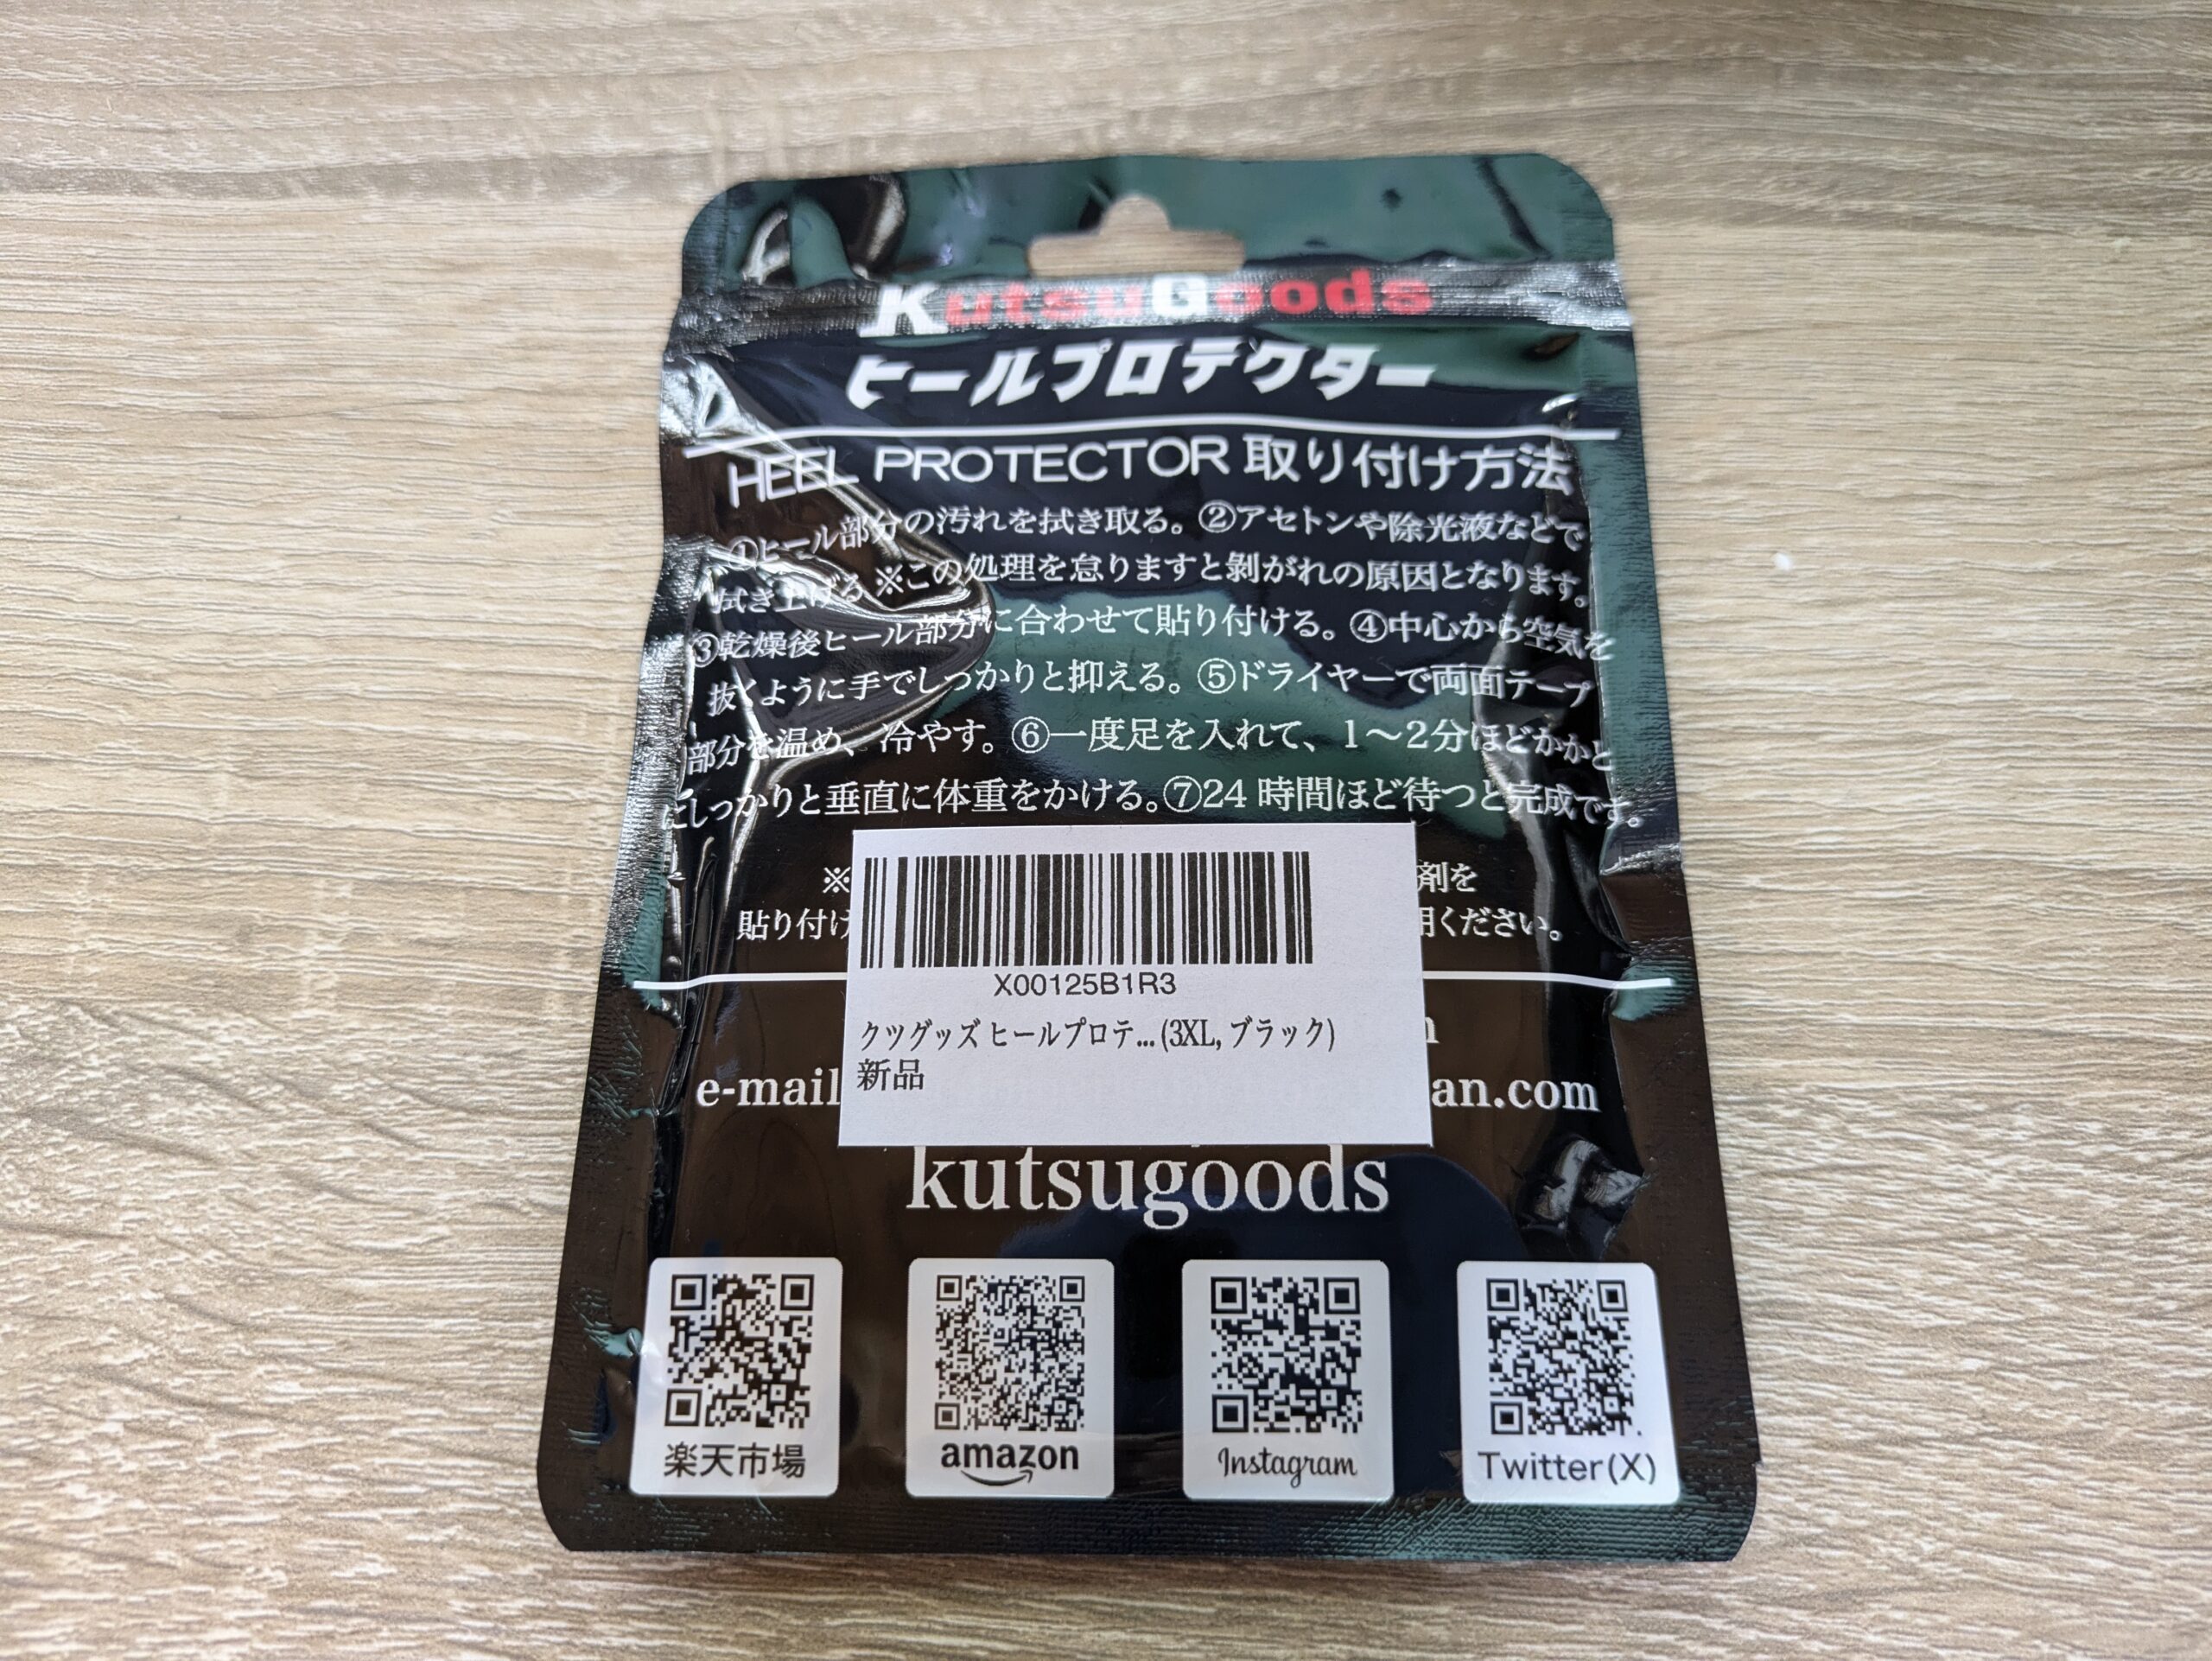 KutsuGoods
ヒールプロテクター
HEEL PROTECTOR 取り付け方法
①ヒール部分の汚れを拭き取る。②アセトンや除光液などで
拭き上げる※この処理を怠りますと剝がれの原因となります。
③乾燥後ヒール部分に合わせて貼り付ける。④中心から空気を
抜くように手でしっかりと抑える。⑤ドライヤーで両面テープ
部分を温め、冷やす。⑥一度足を入れて、1〜2分ほどかかと
にしっかりと垂直に体重をかける。⑦24 時間ほど待つと完成です。
※ 剤を
貼り付け 用ください。
X00125B1R3
クツグッズ ヒールプロテ... (3XL, ブラック)
新品
e-mail an.com
kutsugoods
楽天市場
amazon
Instagram
Twitter(X)